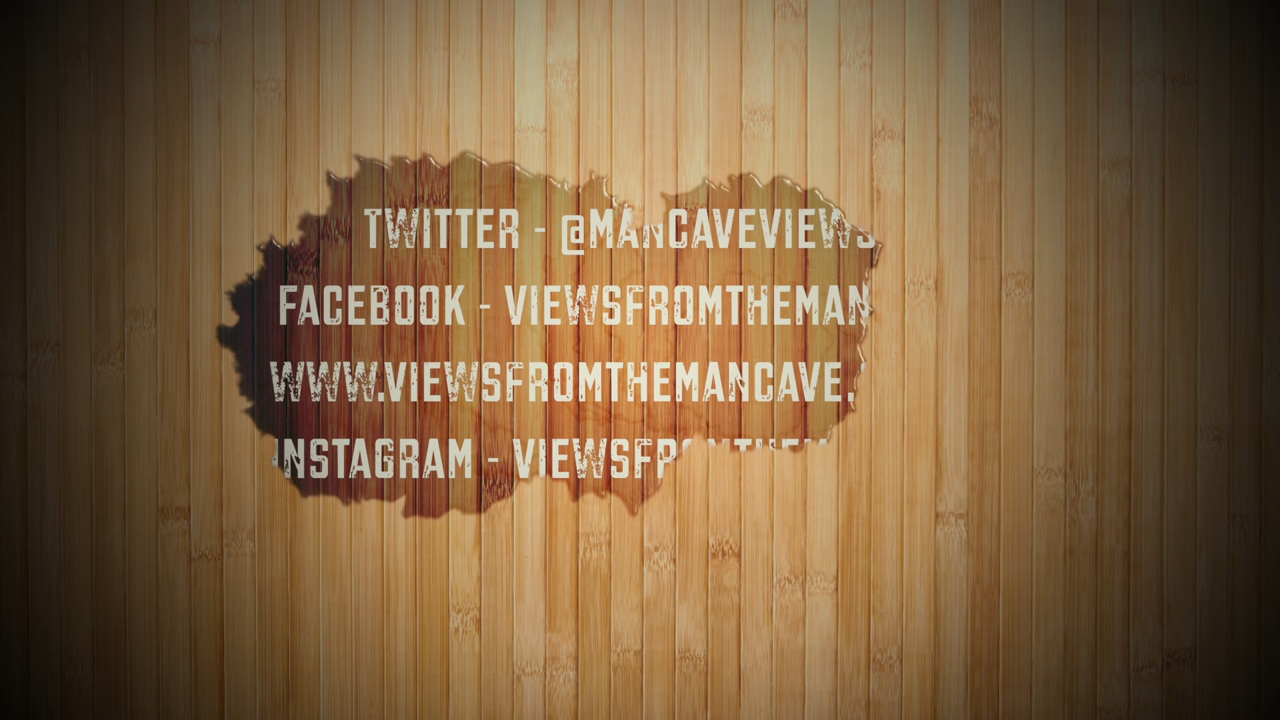 TWITTER - @MANCAVEVIEWS
FACEBOOK - VIEWSFROMTHEMAN
WWW.VIEWSFROMTHEMANCAVE.
INSTAGRAM -